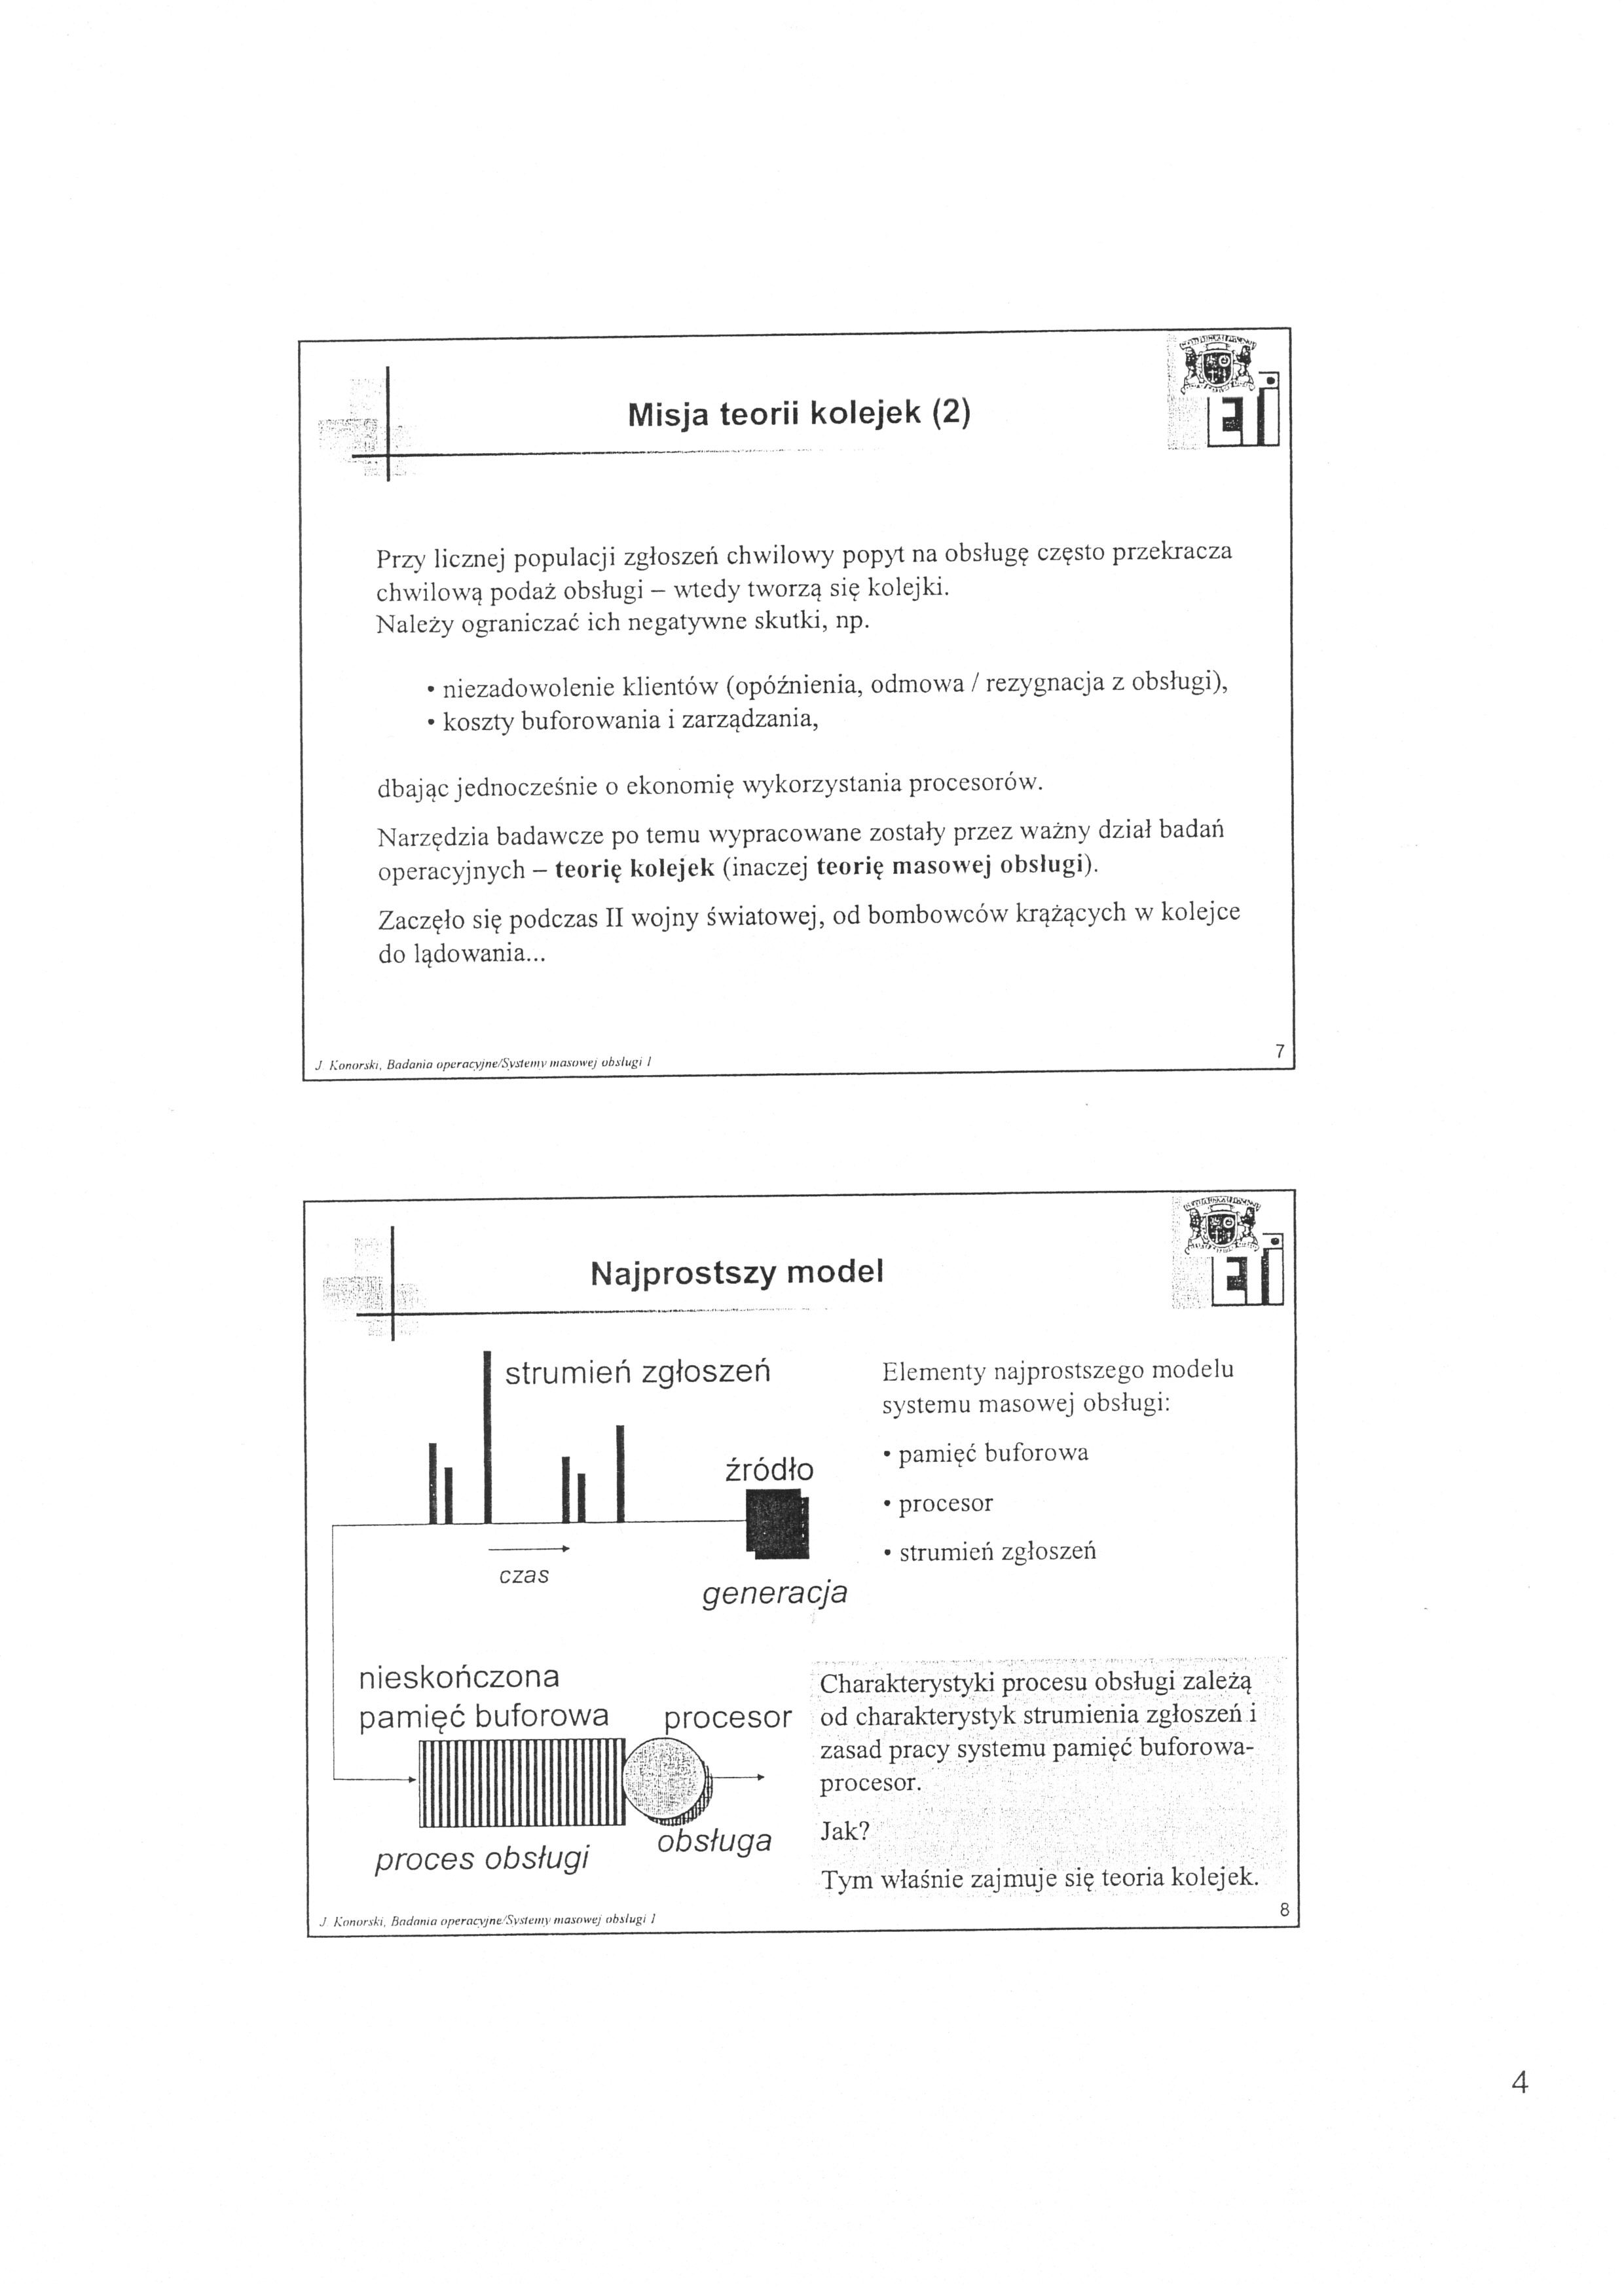 Misja teorii kolejek (2)
Przy licznej populacji zgłoszeń chwilowy popyt na obsługę często przekracza
chwilową podaż obsługi – wtedy tworzą się kolejki.
Należy ograniczać ich negatywne skutki, np.
• niezadowolenie klientów (opóźnienia, odmowa / rezygnacja z obsługi),
• koszty buforowania i zarządzania,
dbając jednocześnie o ekonomię wykorzystania procesorów.
Narzędzia badawcze po temu wypracowane zostały przez ważny dział badań
operacyjnych – teorię kolejek (inaczej teorię masowej obsługi).
Zaczęło się podczas II wojny światowej, od bombowców krążących w kolejce
do lądowania...
J. Konorski, Badania operacyjne/Systemy masowej obsługi 1
7
Najprostszy model
strumień zgłoszeń
źródło
czas
generacja
Elementy najprostszego modelu
systemu masowej obsługi:
• pamięć buforowa
• procesor
• strumień zgłoszeń
nieskończona
pamięć buforowa
procesor
proces obsługi
obsługa
Charakterystyki procesu obsługi zależą
od charakterystyk strumienia zgłoszeń i
zasad pracy systemu pamięć buforowa-
procesor.
Jak?
Tym właśnie zajmuje się teoria kolejek.
J. Konorski, Badania operacyjne/Systemy masowej obsługi 1
8
4